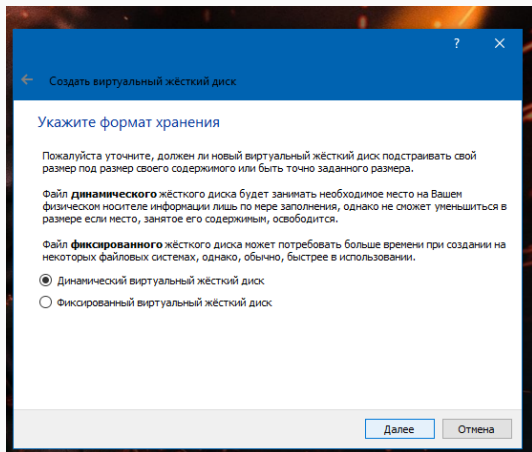 ?
Создать виртуальный жёсткий диск
Укажите формат хранения
Пожалуйста уточните, должен ли новый виртуальный жёсткий диск подстраивать свой
размер под размер своего содержимого или быть точно заданного размера.
Файл динамического жёсткого диска будет занимать необходимое место на Вашем
физическом носителе информации лишь по мере заполнения, однако не сможет уменьшиться в
размере если место, занятое его содержимым, освободится.
Файл фиксированного жёсткого диска может потребовать больше времени при создании на
некоторых файловых системах, однако, обычно, быстрее в использовании.
Динамический виртуальный жёсткий диск
Фиксированный виртуальный жёсткий диск
Далее Отмена